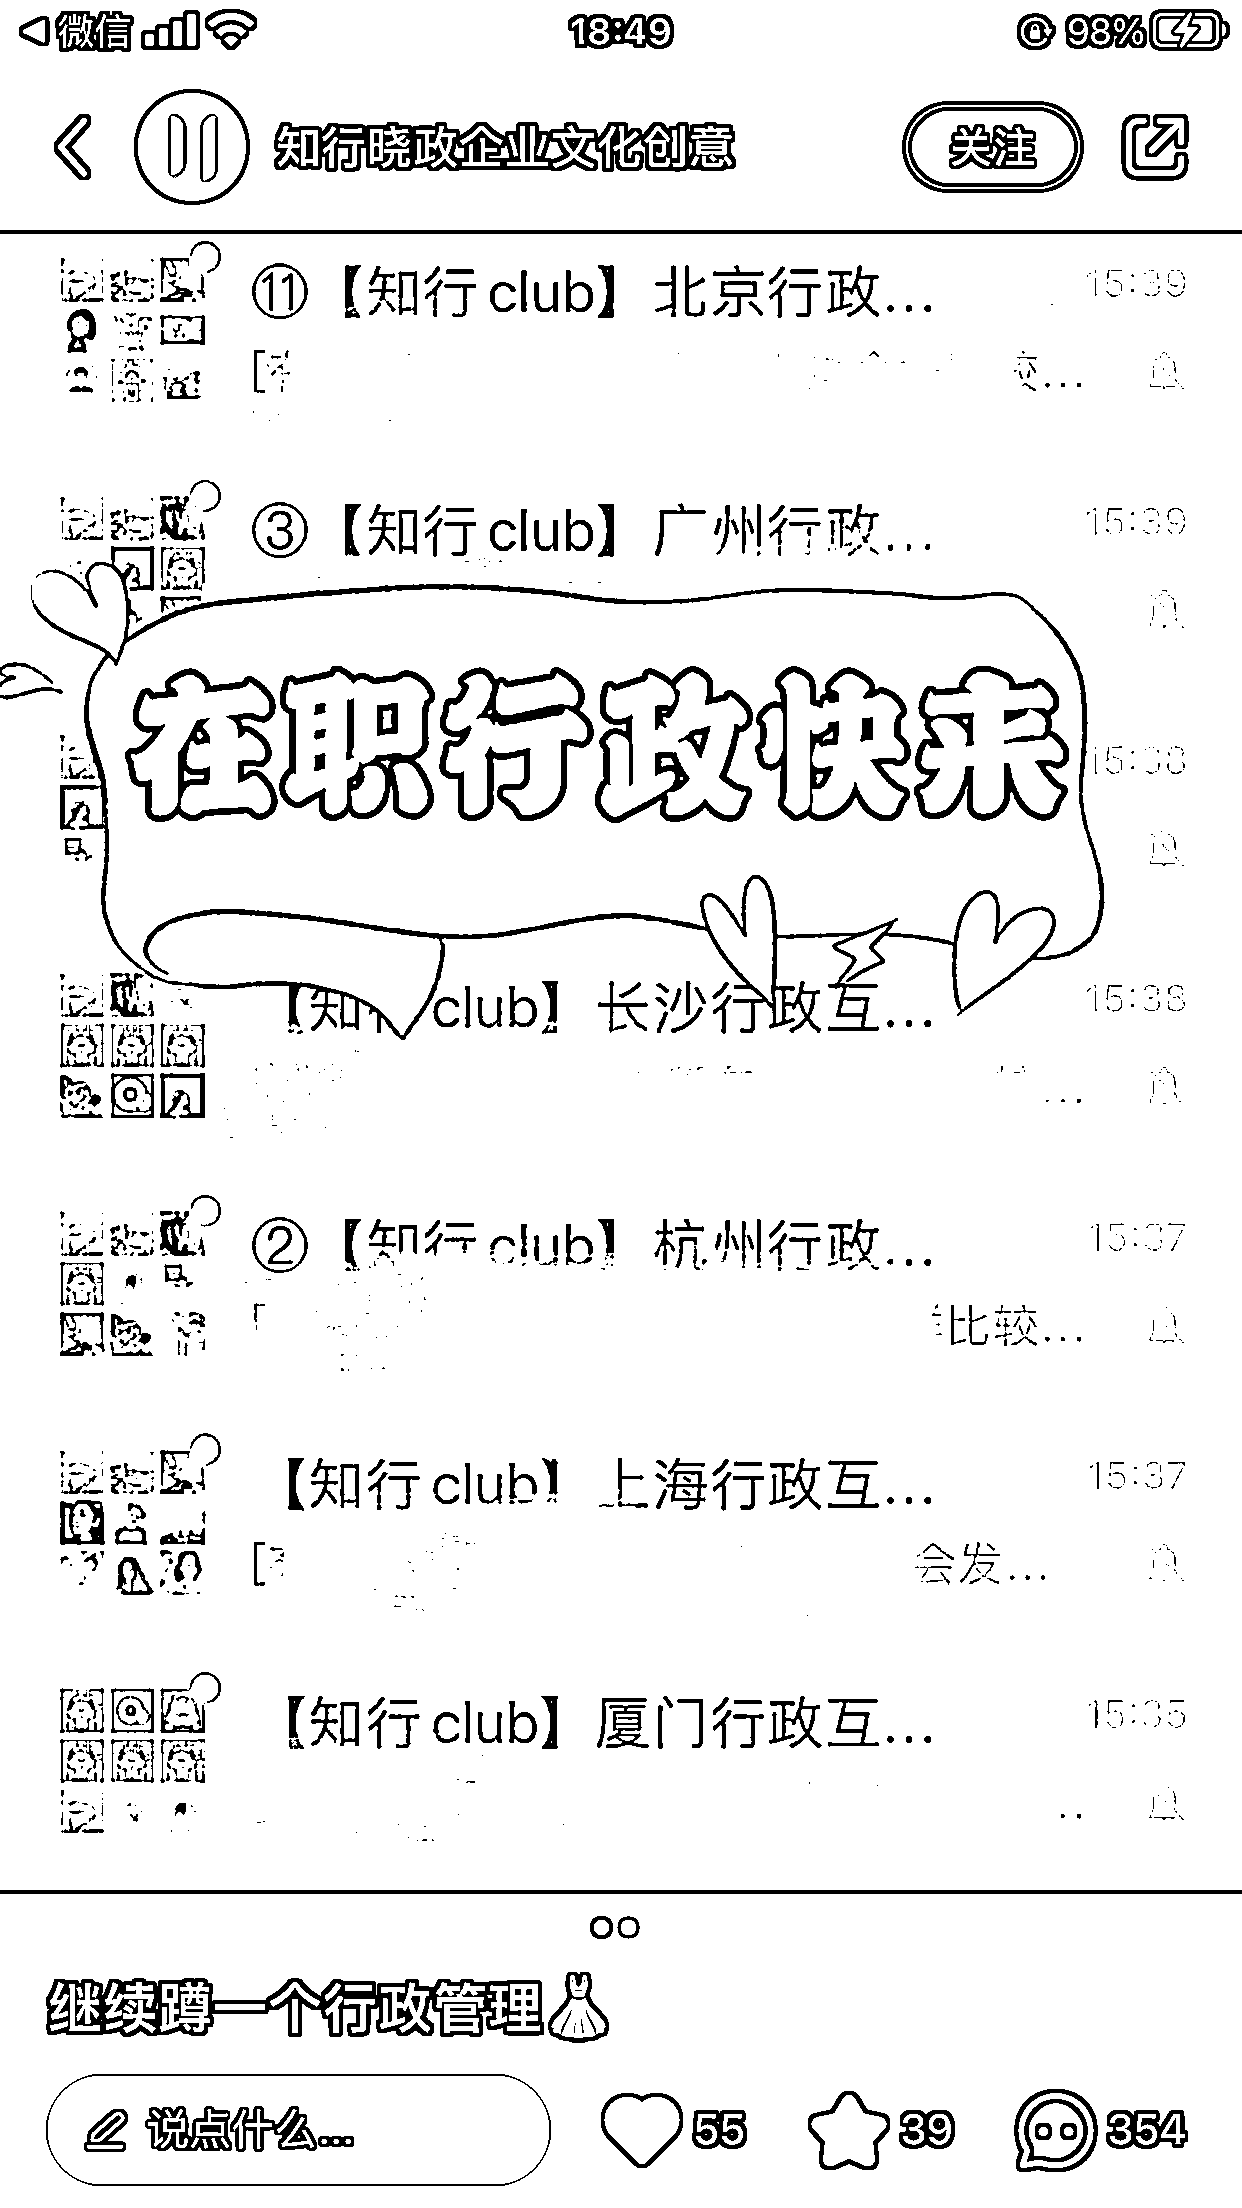 微信 18:49 98%
知行晓政企业文化创意 关注
⑪【知行club】北京行政... 15:39
...
③【知行club】广州行政... 15:39
在职行政快来
15:38
【知行club】长沙行政互... 15:38
...
②【知行club】杭州行政... 15:37
比较...
【知行club】上海行政互... 15:37
会发...
【知行club】厦门行政互... 15:35
继续蹲一个行政管理
说点什么... 55 39 354